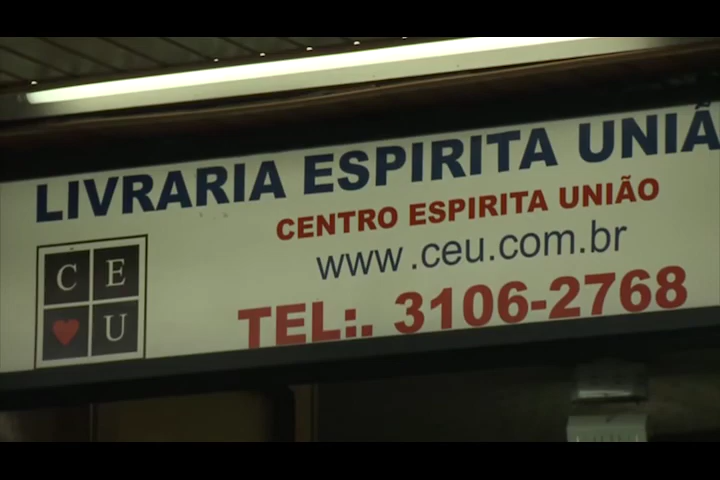 LIVRARIA ESPIRITA UNIÃ
CENTRO ESPIRITA UNIÃO
www.ceu.com.br
TEL:. 3106-2768
C E
U